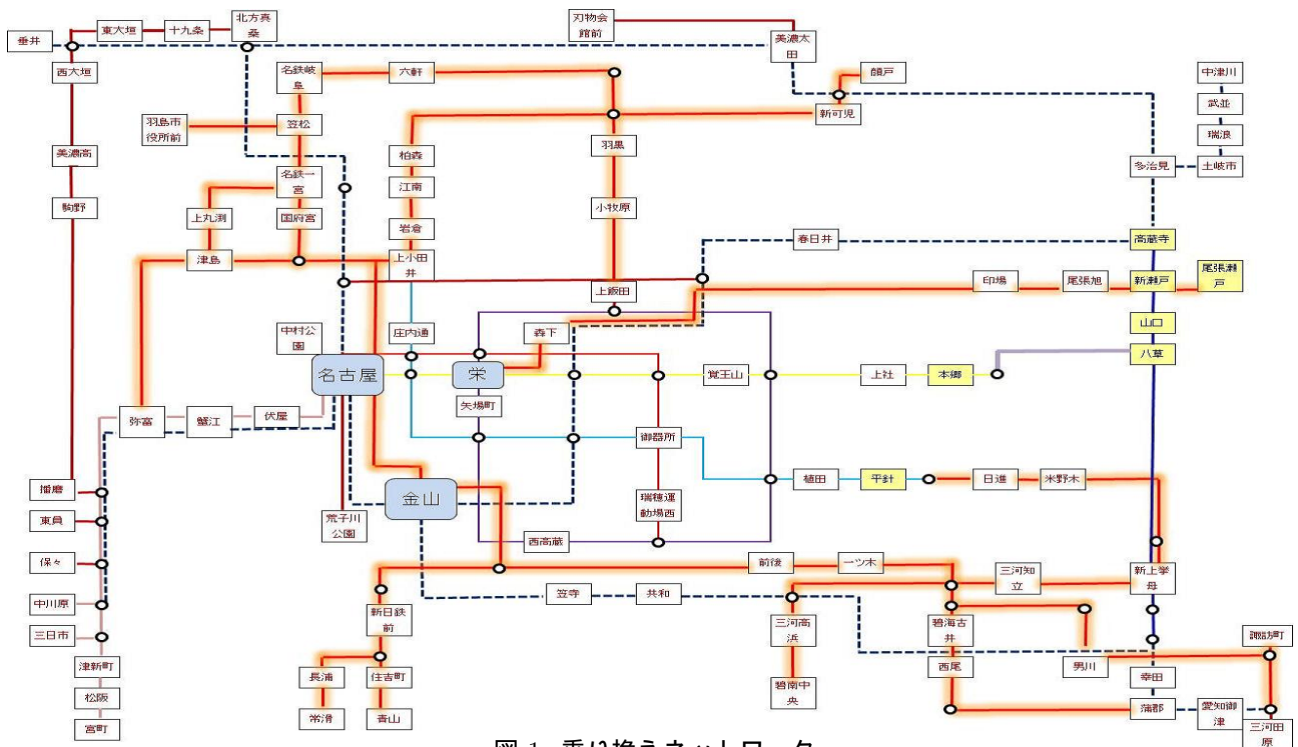 垂井
東大垣
十九条
北方真
桑
刃物会
館前
美濃太
田
西大垣
名鉄岐
阜
六軒
顔戸
中津川
羽島市
役所前
笠松
新可児
武並
瑞浪
美濃高
柏森
羽黒
多治見
土岐市
名鉄一
宮
江南
駒野
上丸渕
国府宮
岩倉
小牧原
春日井
高蔵寺
津島
上小田
井
上飯田
印場
尾張旭
新瀬戸
尾張瀬
戸
中村公
園
庄内通
森下
山口
名古屋
栄
覚王山
上社
本郷
八草
弥富
蟹江
伏屋
矢場町
御器所
播磨
金山
瑞穂運
動場西
植田
平針
日進
米野木
東員
荒子川
公園
西高蔵
保々
前後
一ツ木
三河知
立
新上挙
母
中川原
新日鉄
前
笠寺
共和
三河高
浜
碧海古
井
三日市
諏訪町
津新町
長浦
住吉町
碧南中
央
西尾
男川
幸田
松阪
常滑
青山
蒲郡
愛知御
津
宮町
三河田
原